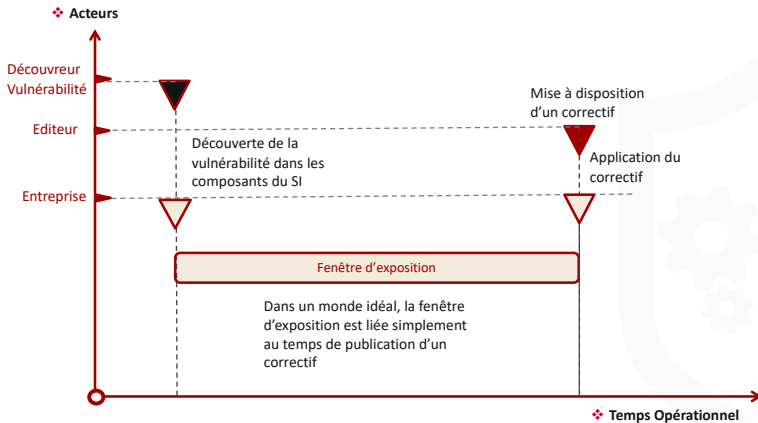 ❖ Acteurs
Découvreur
Vulnérabilité
Mise à disposition
d'un correctif
Editeur
Découverte de la
vulnérabilité dans les
composants du SI
Application du
correctif
Entreprise
Fenêtre d'exposition
Dans un monde idéal, la fenêtre
d'exposition est liée simplement
au temps de publication d'un
correctif
❖ Temps Opérationnel